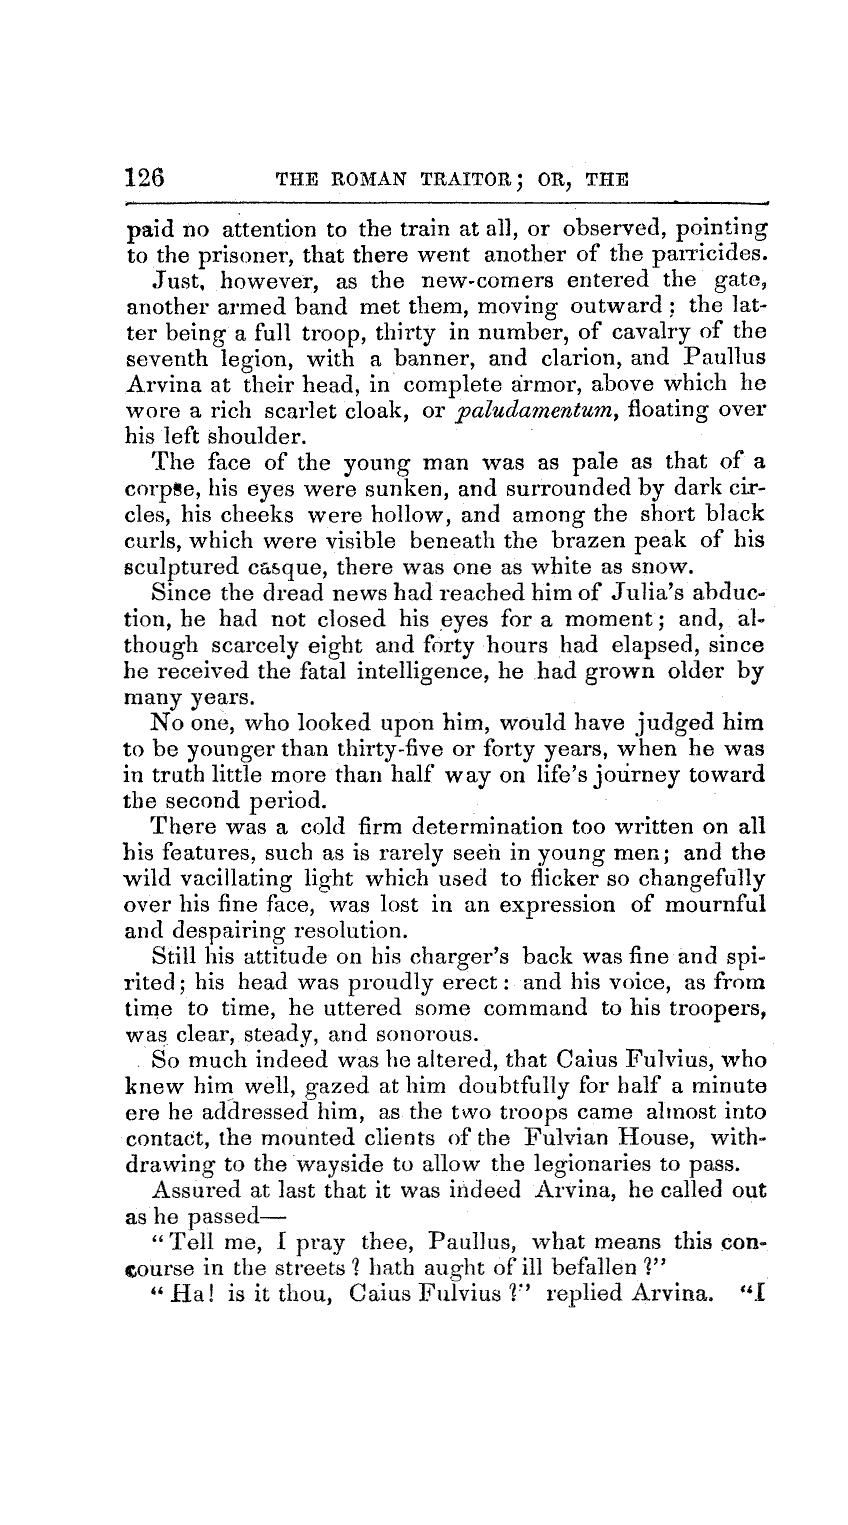 126 THE ROMAN TRAITOR; OR, THE
paid no attention to the train at all, or observed, pointing
to the prisoner, that there went another of the parricides.
Just, however, as the new-comers entered the gate,
another armed band met them, moving outward; the lat-
ter being a full troop, thirty in number, of cavalry of the
seventh legion, with a banner, and clarion, and Paullus
Arvina at their head, in complete armor, above which he
wore a rich scarlet cloak, or paludamentum, floating over
his left shoulder.
The face of the young man was as pale as that of a
corpse, his eyes were sunken, and surrounded by dark cir-
cles, his cheeks were hollow, and among the short black
curls, which were visible beneath the brazen peak of his
sculptured casque, there was one as white as snow.
Since the dread news had reached him of Julia's abduc-
tion, he had not closed his eyes for a moment; and, al-
though scarcely eight and forty hours had elapsed, since
he received the fatal intelligence, he had grown older by
many years.
No one, who looked upon him, would have judged him
to be younger than thirty-five or forty years, when he was
in truth little more than half way on life's journey toward
the second period.
There was a cold firm determination too written on all
his features, such as is rarely seen in young men; and the
wild vacillating light which used to flicker so changefully
over his fine face, was lost in an expression of mournful
and despairing resolution.
Still his attitude on his charger's back was fine and spi-
rited; his head was proudly erect: and his voice, as from
time to time, he uttered some command to his troopers,
was clear, steady, and sonorous.
So much indeed was he altered, that Caius Fulvius, who
knew him well, gazed at him doubtfully for half a minute
ere he addressed him, as the two troops came almost into
contact, the mounted clients of the Fulvian House, with-
drawing to the wayside to allow the legionaries to pass.
Assured at last that it was indeed Arvina, he called out
as he passed—
"Tell me, I pray thee, Paullus, what means this con-
course in the streets? hath aught of ill befallen?"
"Ha! is it thou, Caius Fulvius?" replied Arvina. "I